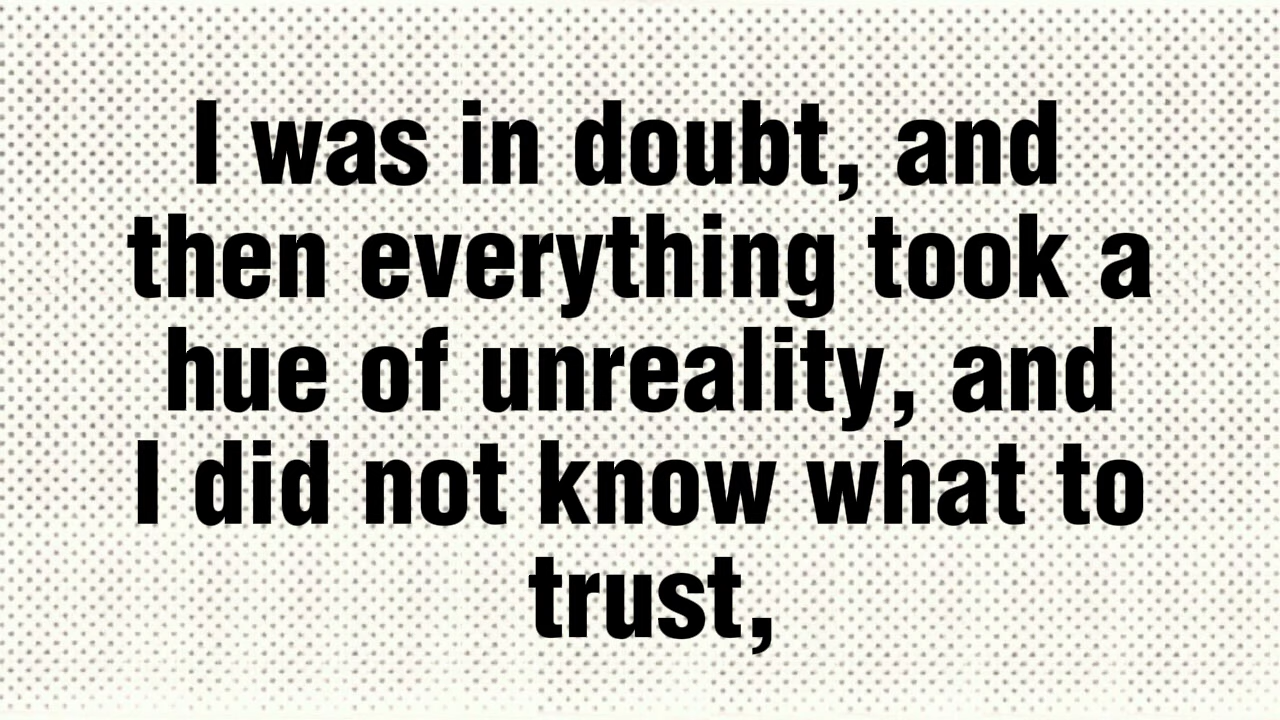 I was in doubt, and
then everything took a
hue of unreality, and
I did not know what to
trust,